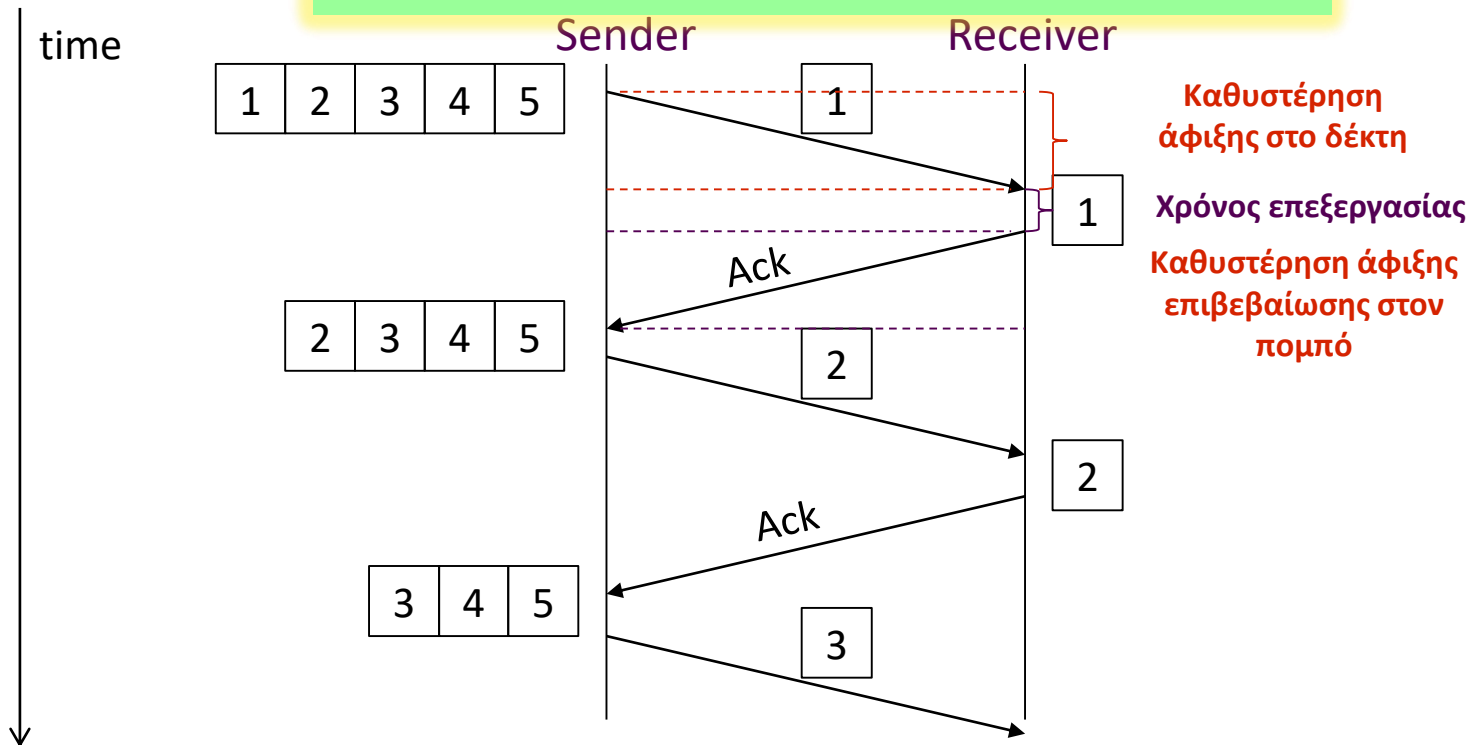 time
Sender
Receiver
1 2 3 4 5
1
Καθυστέρηση
άφιξης στο δέκτη
1
Χρόνος επεξεργασίας
Ack
Καθυστέρηση άφιξης
επιβεβαίωσης στον
πομπό
2 3 4 5
2
2
Ack
3 4 5
3